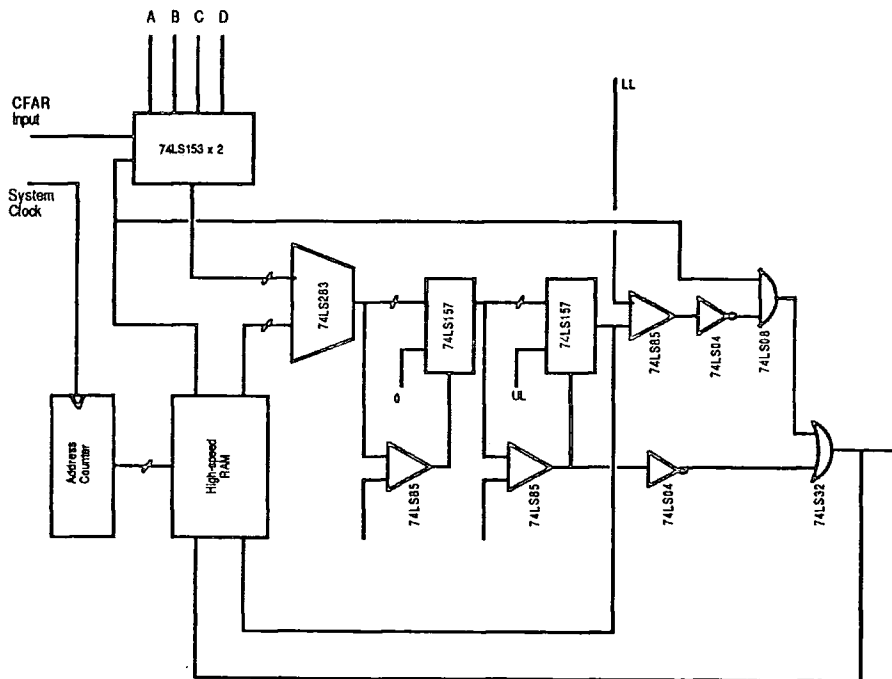 A B C D
CFAR
Input
74LS153 x 2
System
Clock
LL
74LS283
74LS157
74LS157
74LS85
74LS04
74LS08
0
UL
Address
Counter
High-speed
RAM
74LS85
74LS85
74LS04
74LS32